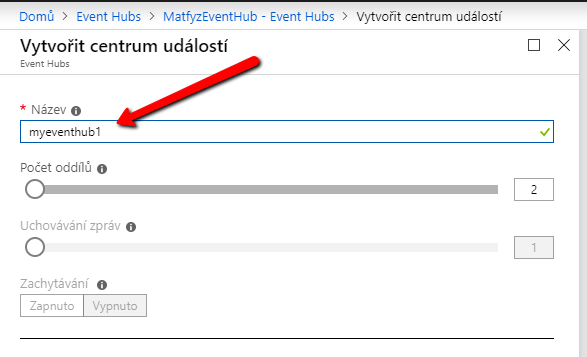 Domů > Event Hubs > MatfyzEventHub - Event Hubs > Vytvořit centrum událostí
Vytvořit centrum událostí
Event Hubs
* Název
myeventhub1
Počet oddílů
2
Uchovávání zpráv
1
Zachytávání
Zapnuto Vypnuto